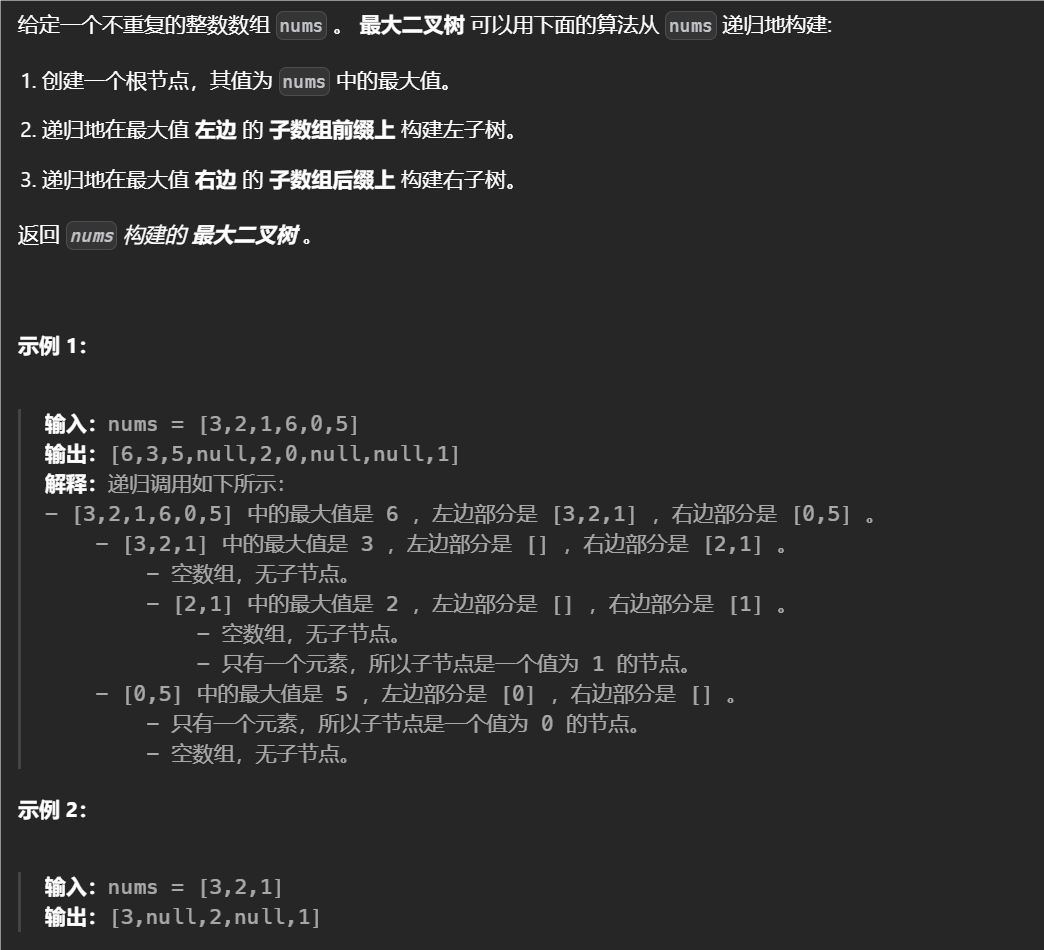 给定一个不重复的整数数组 nums 。 最大二叉树 可以用下面的算法从 nums 递归地构建:
1. 创建一个根节点，其值为 nums 中的最大值。
2. 递归地在最大值 左边 的 子数组前缀上 构建左子树。
3. 递归地在最大值 右边 的 子数组后缀上 构建右子树。
返回 nums 构建的 最大二叉树 。
示例 1：
输入：nums = [3,2,1,6,0,5]
输出：[6,3,5,null,2,0,null,null,1]
解释：递归调用如下所示：
- [3,2,1,6,0,5] 中的最大值是 6 ，左边部分是 [3,2,1] ，右边部分是 [0,5] 。
- [3,2,1] 中的最大值是 3 ，左边部分是 [] ，右边部分是 [2,1] 。
- 空数组，无子节点。
- [2,1] 中的最大值是 2 ，左边部分是 [] ，右边部分是 [1] 。
- 空数组，无子节点。
- 只有一个元素，所以子节点是一个值为 1 的节点。
- [0,5] 中的最大值是 5 ，左边部分是 [0] ，右边部分是 [] 。
- 只有一个元素，所以子节点是一个值为 0 的节点。
- 空数组，无子节点。
示例 2：
输入：nums = [3,2,1]
输出：[3,null,2,null,1]